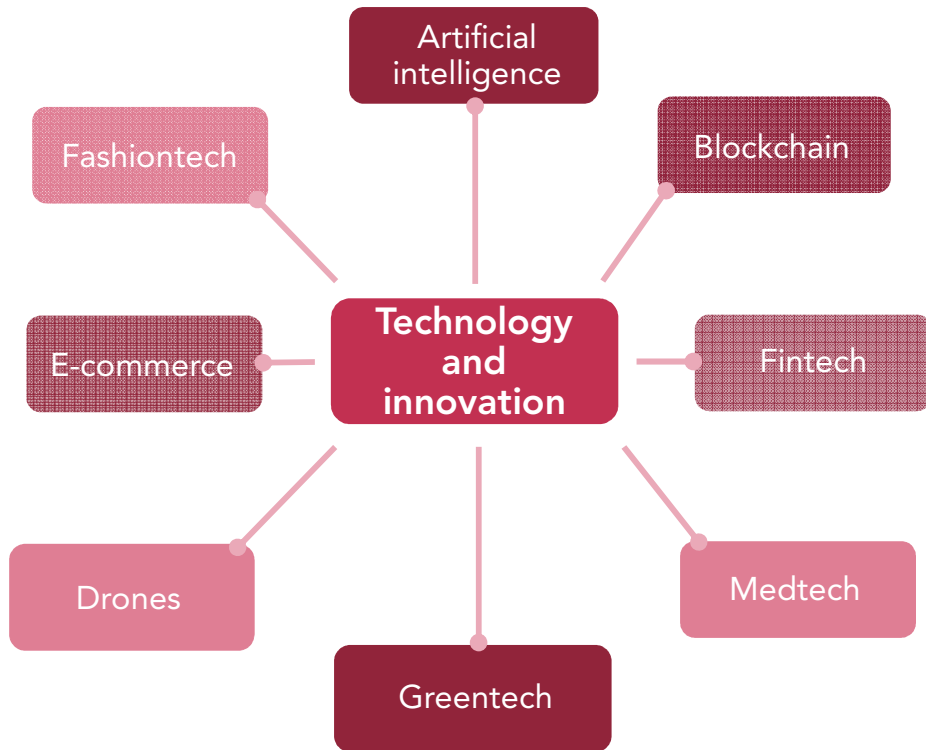 Artificial
intelligence
Fashiontech
Blockchain
Technology
and
innovation
E-commerce
Fintech
Drones
Medtech
Greentech